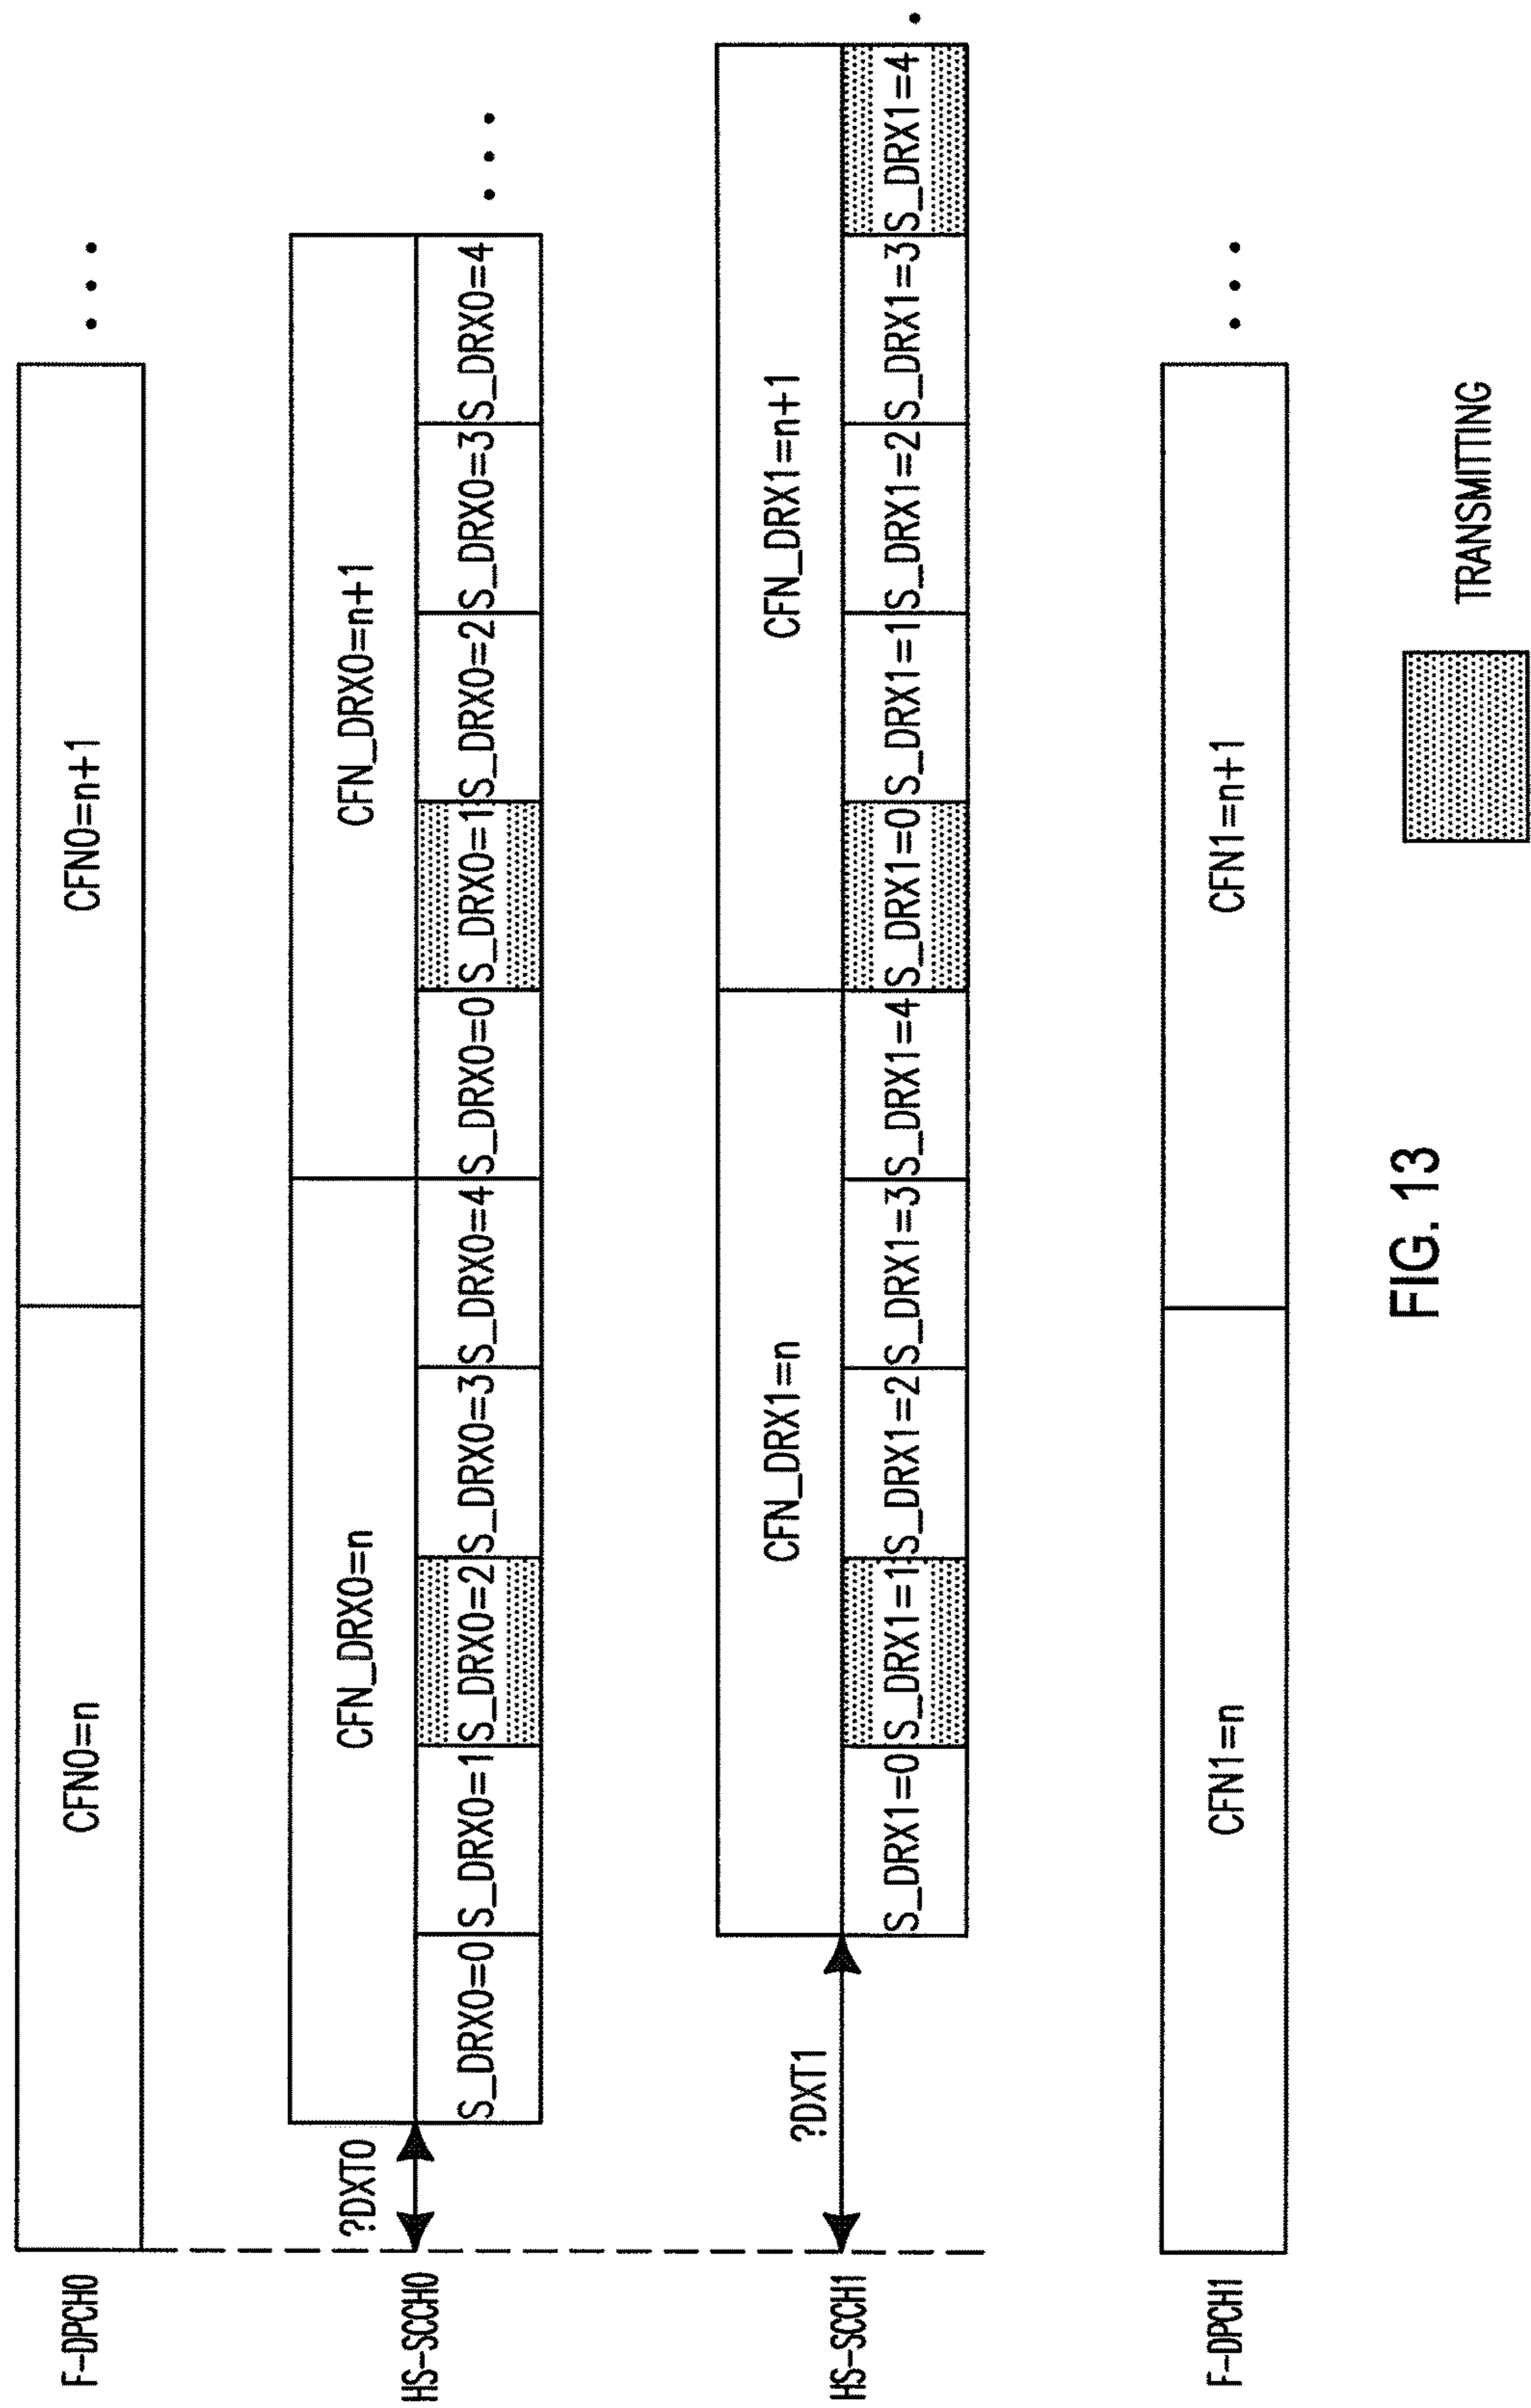 F-DPCH0
CFN0=n
CFN0=n+1
HS-SCCH0
?DXT0
CFN_DRX0=n
CFN_DRX0=n+1
S_DRX0=0
S_DRX0=1
S_DRX0=2
S_DRX0=3
S_DRX0=4
S_DRX0=0
S_DRX0=1
S_DRX0=2
S_DRX0=3
S_DRX0=4
HS-SCCH1
?DXT1
CFN_DRX1=n
CFN_DRX1=n+1
S_DRX1=0
S_DRX1=1
S_DRX1=2
S_DRX1=3
S_DRX1=4
S_DRX1=0
S_DRX1=1
S_DRX1=2
S_DRX1=3
S_DRX1=4
F-DPCH1
CFN1=n
CFN1=n+1
TRANSMITTING
FIG. 13